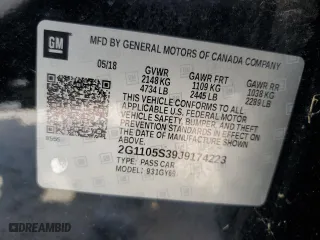 GM
MFD BY GENERAL MOTORS OF CANADA COMPANY
05/18 GVWR GAWR FRT GAWR RR
2148 KG 1109 KG 1038 KG
4734 LB 2445 LB 2289 LB
THIS VEHICLE CONFORMS TO ALL APPLICABLE
U.S. FEDERAL MOTOR VEHICLE
SAFETY, BUMPER, AND THEFT
PREVENTION STANDARDS IN EFFECT ON
THE DATE OF MANUFACTURE SHOWN
ABOVE.
2G1105S39J9174223
TYPE: PASS CAR
MODEL: